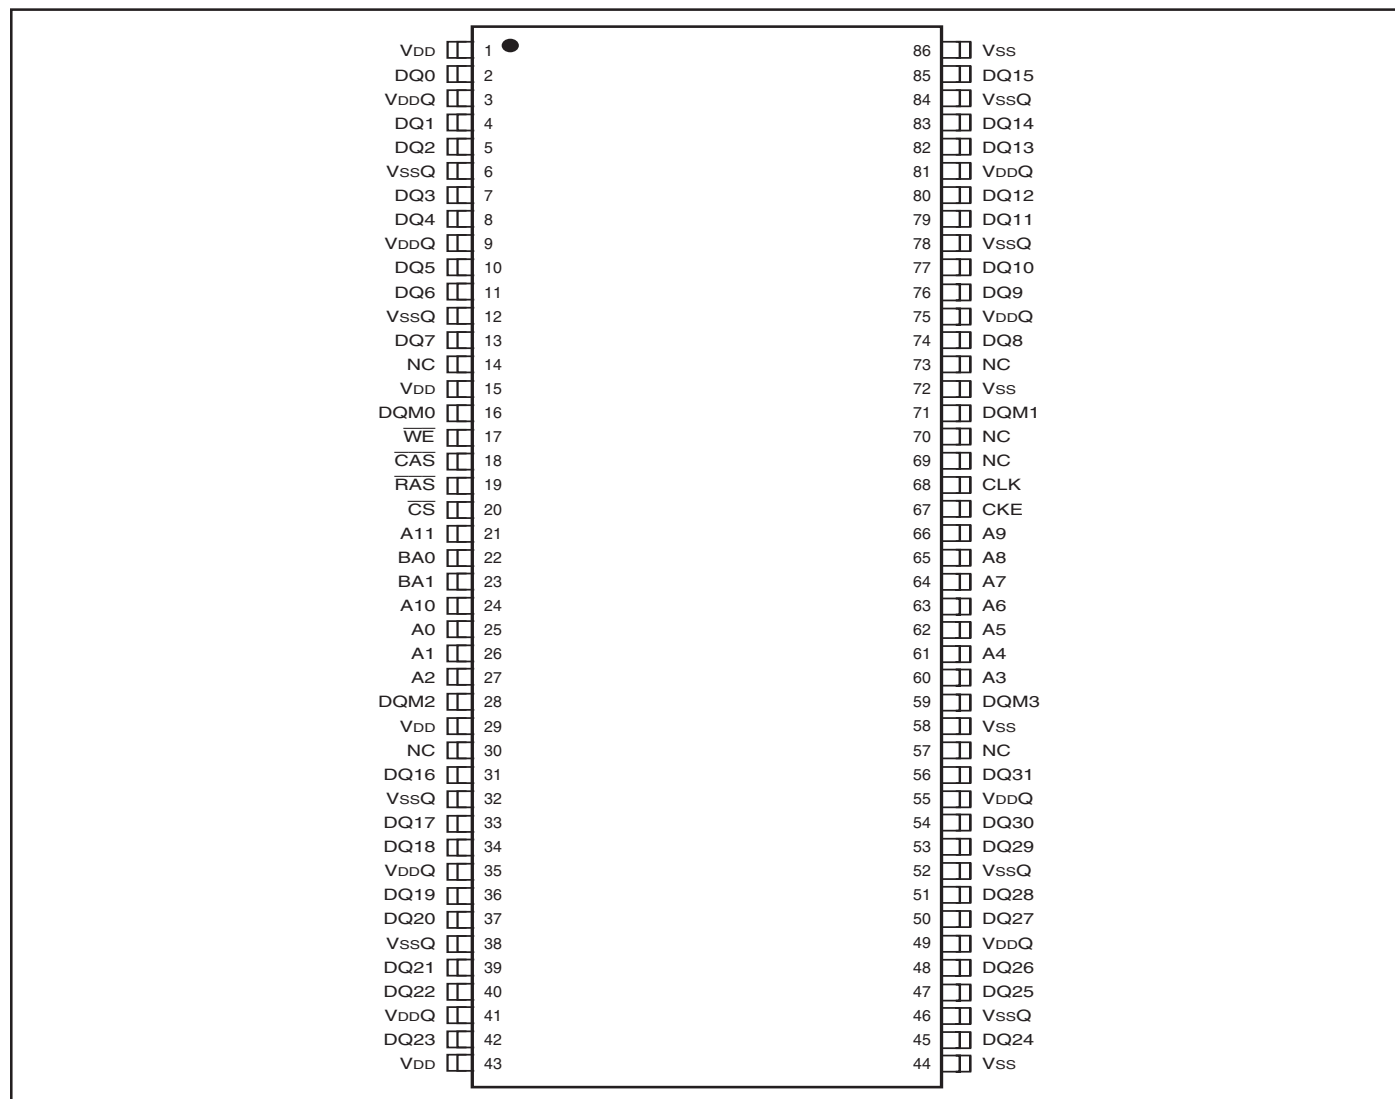 VDD 1 86 VSS
DQ0 2 85 DQ15
VDDQ 3 84 VSSQ
DQ1 4 83 DQ14
DQ2 5 82 DQ13
VSSQ 6 81 VDDQ
DQ3 7 80 DQ12
DQ4 8 79 DQ11
VDDQ 9 78 VSSQ
DQ5 10 77 DQ10
DQ6 11 76 DQ9
VSSQ 12 75 VDDQ
DQ7 13 74 DQ8
NC 14 73 NC
VDD 15 72 VSS
DQM0 16 71 DQM1
W̅E̅ 17 70 NC
C̅A̅S̅ 18 69 NC
R̅A̅S̅ 19 68 CLK
C̅S̅ 20 67 CKE
A11 21 66 A9
BA0 22 65 A8
BA1 23 64 A7
A10 24 63 A6
A0 25 62 A5
A1 26 61 A4
A2 27 60 A3
DQM2 28 59 DQM3
VDD 29 58 VSS
NC 30 57 NC
DQ16 31 56 DQ31
VSSQ 32 55 VDDQ
DQ17 33 54 DQ30
DQ18 34 53 DQ29
VDDQ 35 52 VSSQ
DQ19 36 51 DQ28
DQ20 37 50 DQ27
VSSQ 38 49 VDDQ
DQ21 39 48 DQ26
DQ22 40 47 DQ25
VDDQ 41 46 VSSQ
DQ23 42 45 DQ24
VDD 43 44 VSS